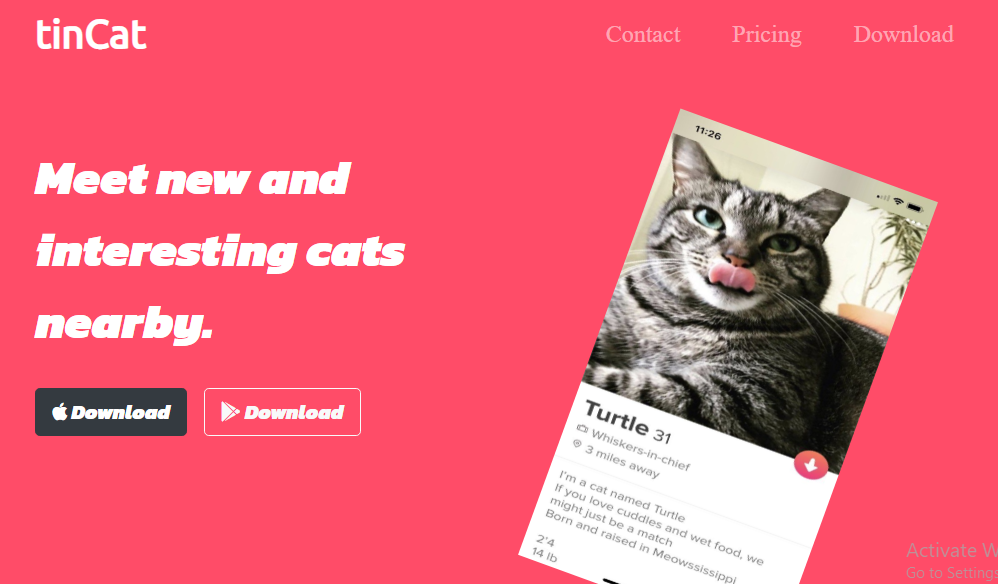 tinCat
Contact
Pricing
Download
Meet new and
interesting cats
nearby.
Download
Download
11:26
Turtle 31
Whiskers-in-chief
3 miles away
I'm a cat named Turtle
If you love cuddles and wet food, we
might just be a match
Born and raised in Meowssissippi
2'4
14 lb
Activate W
Go to Settings